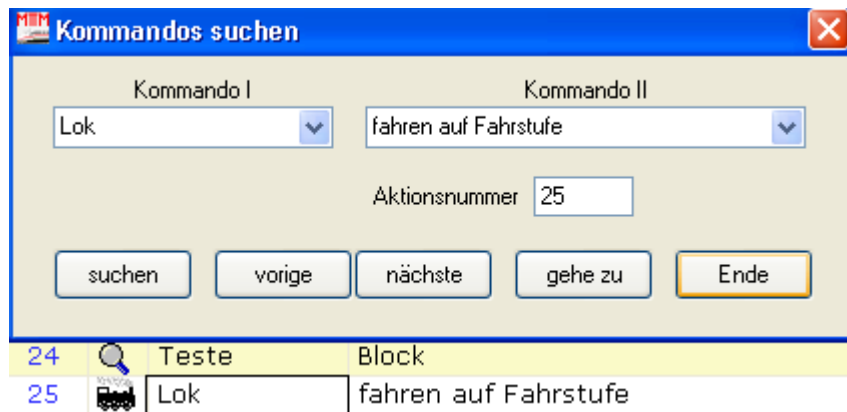 MTM Kommandos suchen
Kommando I Kommando II
Lok fahren auf Fahrstufe
Aktionsnummer 25
suchen vorige nächste gehe zu Ende
24 Teste Block
25 Lok fahren auf Fahrstufe